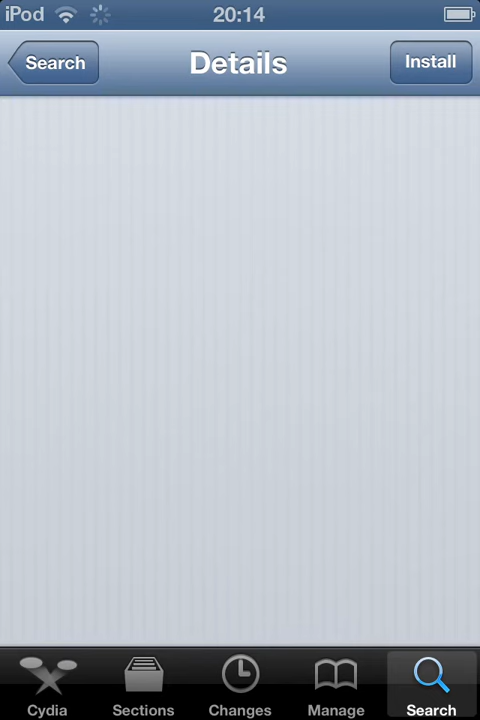 iPod 20:14
Search Details Install
Cydia Sections Changes Manage Search